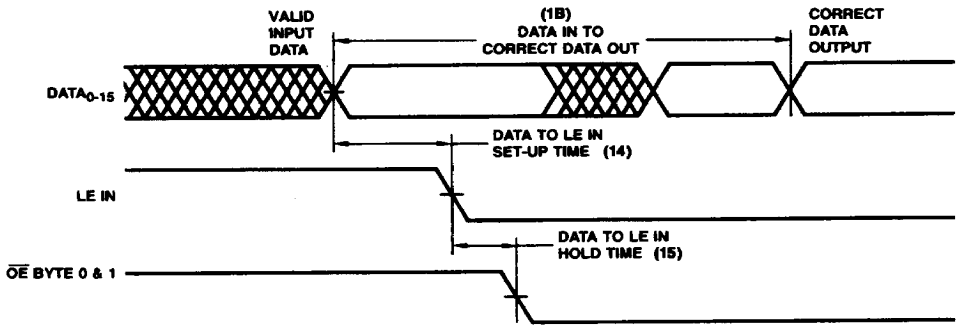 VALID
INPUT
DATA
(1B)
DATA IN TO
CORRECT DATA OUT
CORRECT
DATA
OUTPUT
DATA0-15
DATA TO LE IN
SET-UP TIME (14)
LE IN
DATA TO LE IN
HOLD TIME (15)
OE BYTE 0 & 1